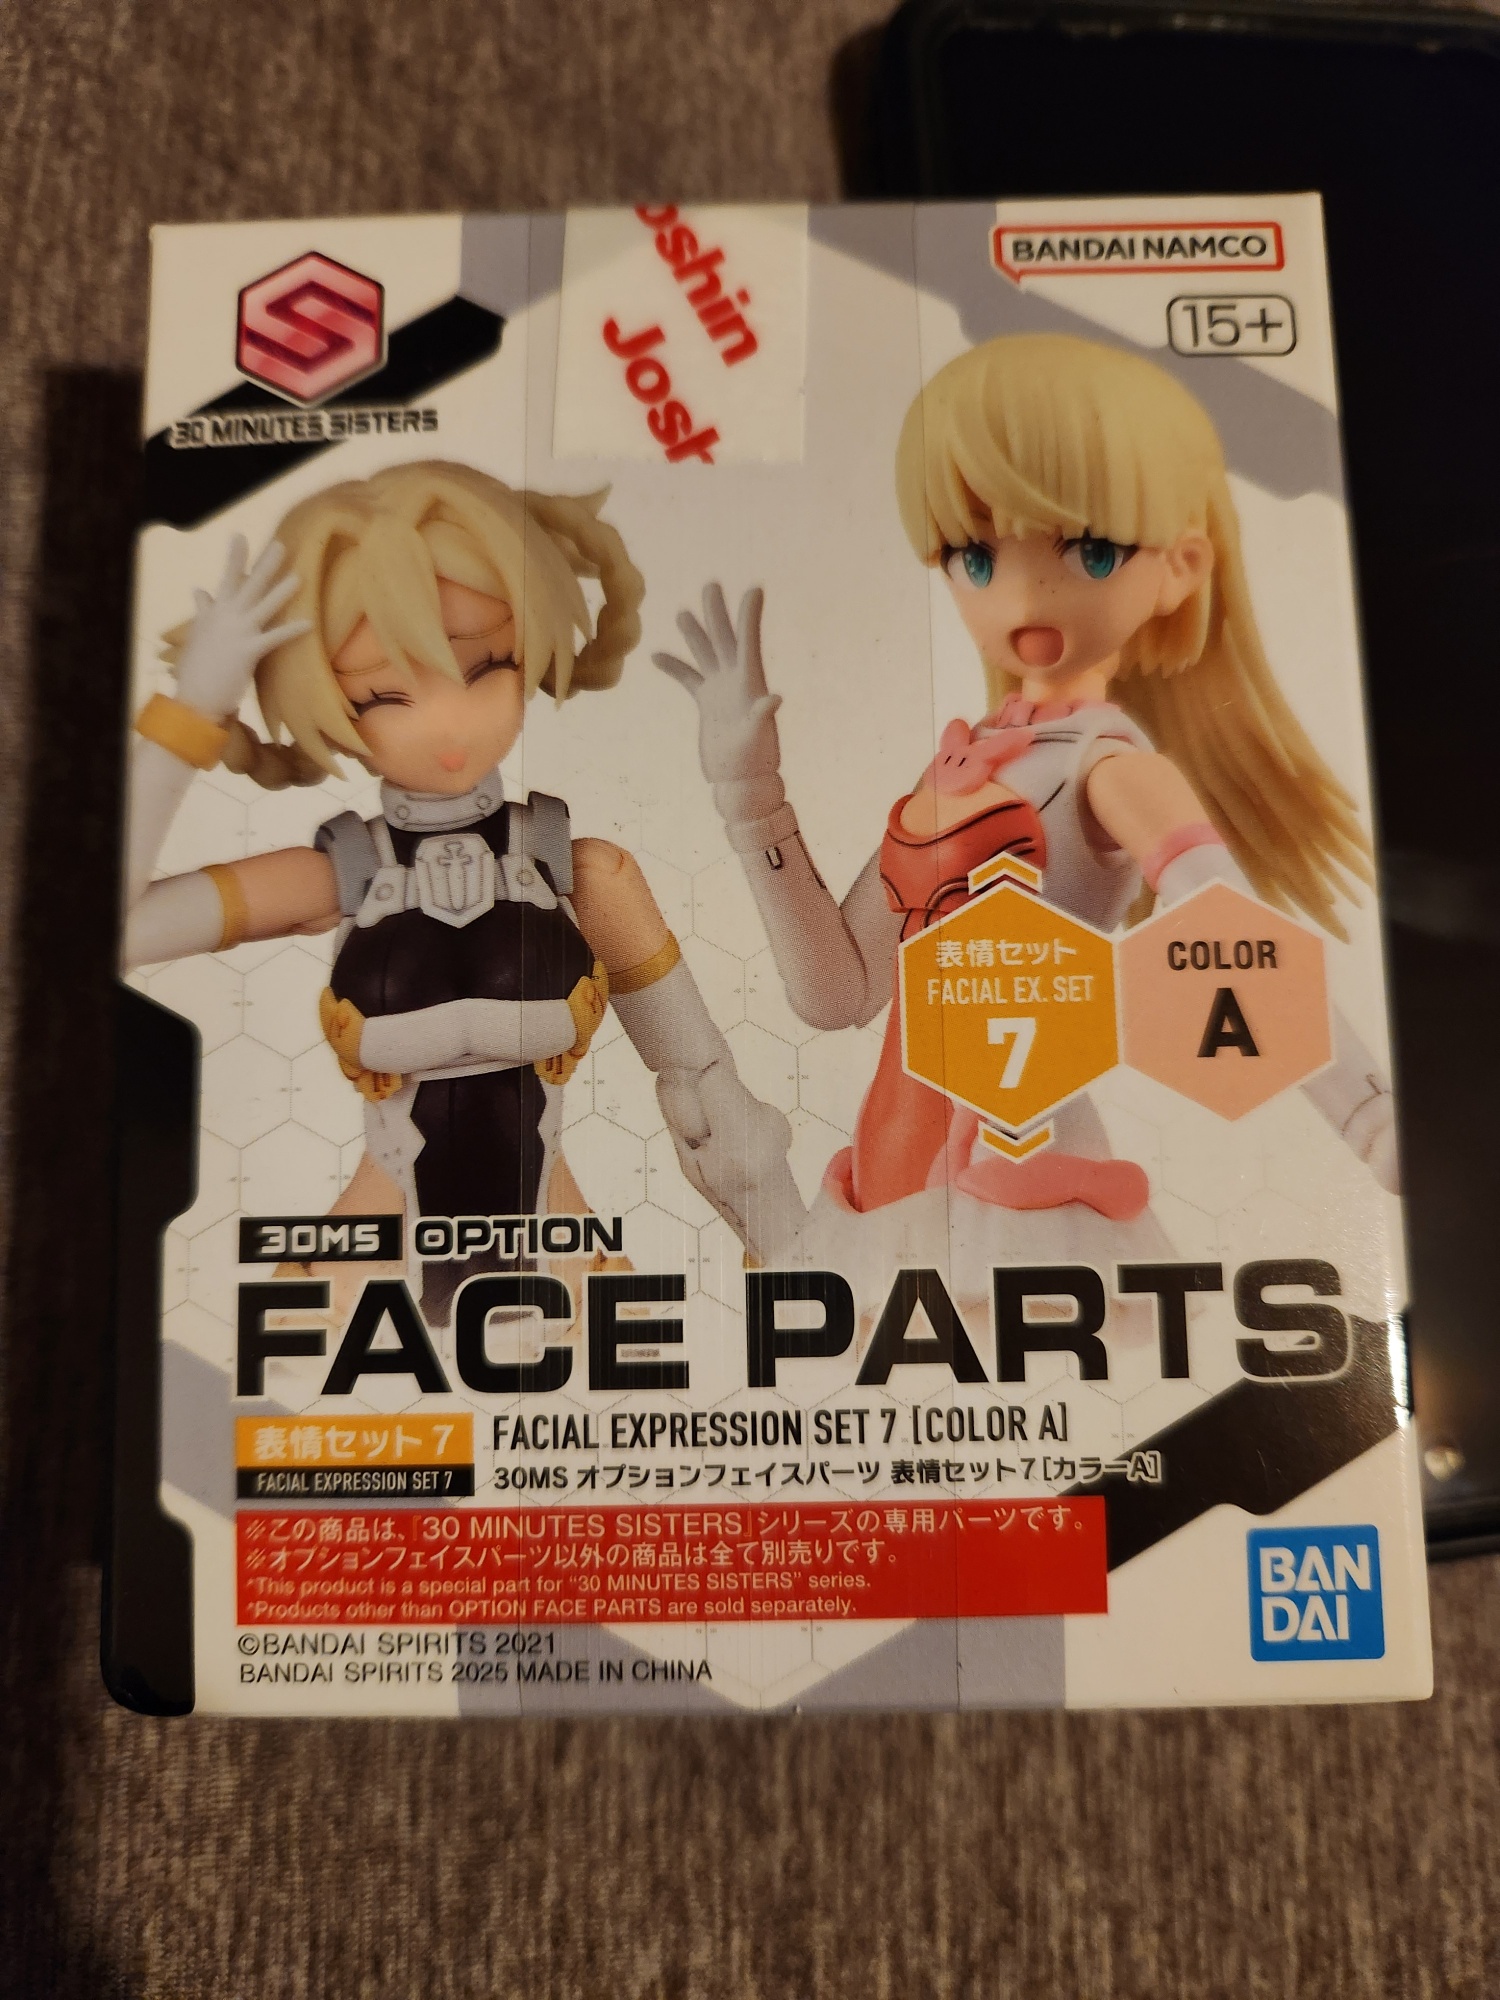 30 MINUTES SISTERS
oshin
Josh
BANDAI NAMCO
15+
表情セット
FACIAL EX. SET
7
COLOR
A
30MS OPTION
FACE PARTS
表情セット 7
FACIAL EXPRESSION SET 7
FACIAL EXPRESSION SET 7 [COLOR A]
30MS オプションフェイスパーツ 表情セット7[カラーA]
※この商品は、『30 MINUTES SISTERS』シリーズの専用パーツです。
※オプションフェイスパーツ以外の商品は全て別売りです。
*This product is a special part for “30 MINUTES SISTERS” series.
*Products other than OPTION FACE PARTS are sold separately.
©BANDAI SPIRITS 2021
BANDAI SPIRITS 2025 MADE IN CHINA
BAN
DAI